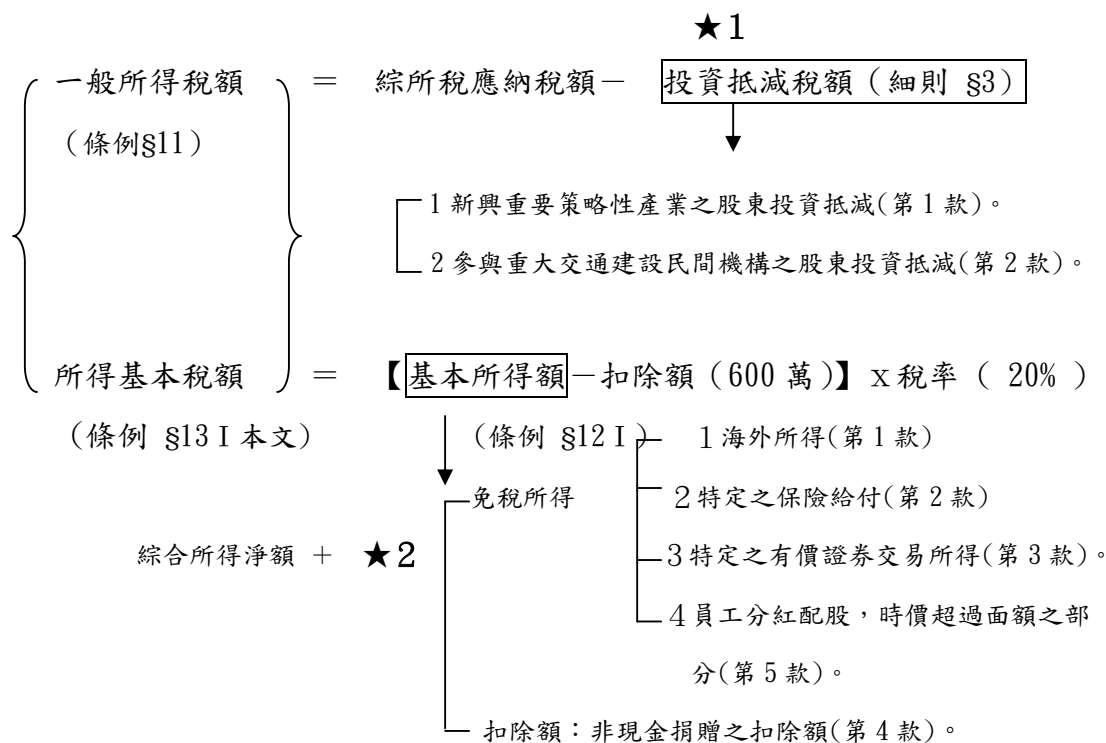 ★1
一般所得稅額 = 綜所稅應納稅額- 投資抵減稅額(細則 §3)
(條例§11)
1新興重要策略性產業之股東投資抵減(第1款)。
2參與重大交通建設民間機構之股東投資抵減(第2款)。
所得基本稅額 = 【基本所得額-扣除額(600萬)】x稅率( 20% )
(條例 §13Ⅰ本文) (條例 §12Ⅰ) 1海外所得(第1款)
免稅所得 2特定之保險給付(第2款)
綜合所得淨額 + ★2 3特定之有價證券交易所得(第3款)。
4員工分紅配股,時價超過面額之部
分(第5款)。
扣除額:非現金捐贈之扣除額(第4款)。